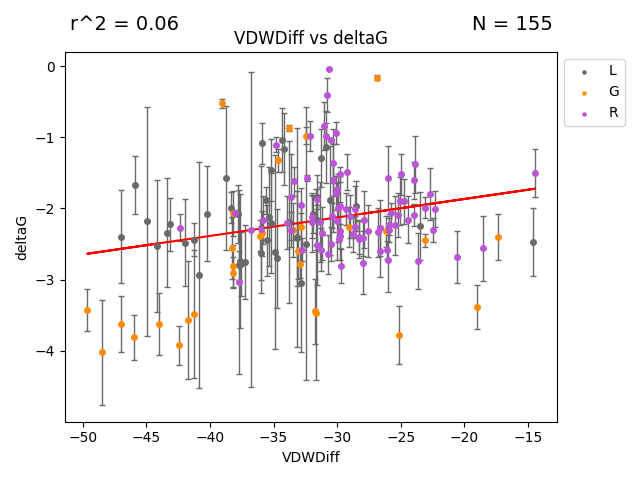 r^2 = 0.06 N = 155
VDWDiff vs deltaG
L
G
R
0
−1
−2
−3
−4
deltaG
−50 −45 −40 −35 −30 −25 −20 −15
VDWDiff